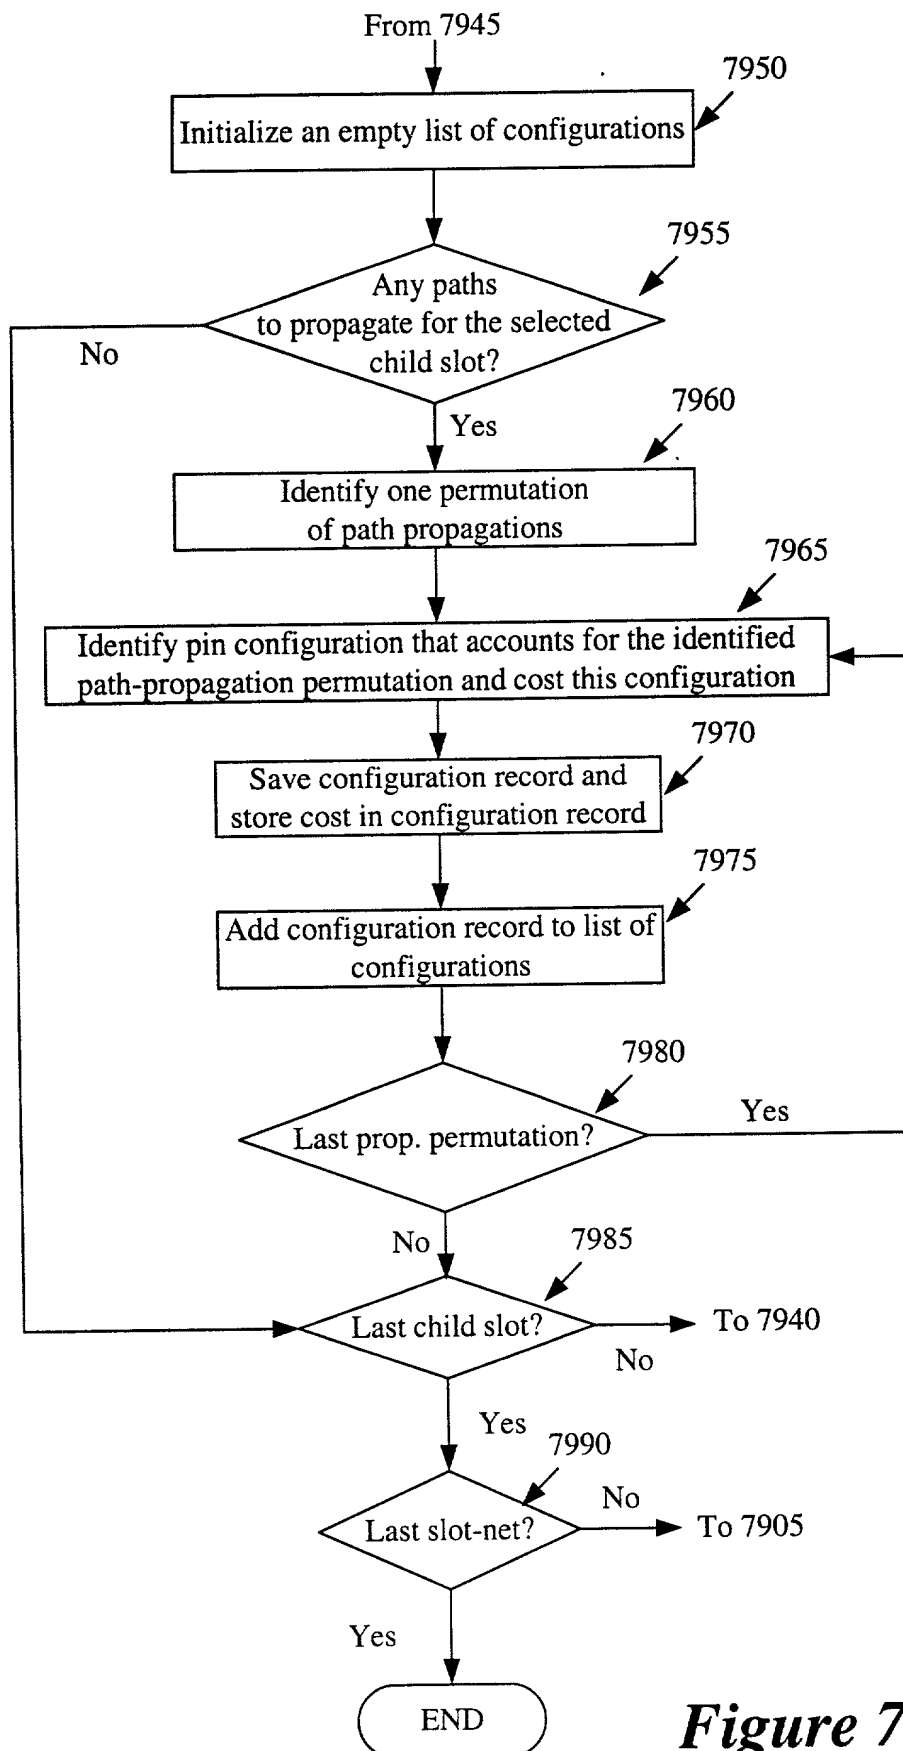 From 7945
7950
Initialize an empty list of configurations
7955
Any paths
to propagate for the selected
child slot?
No
Yes
7960
Identify one permutation
of path propagations
7965
Identify pin configuration that accounts for the identified
path-propagation permutation and cost this configuration
7970
Save configuration record and
store cost in configuration record
7975
Add configuration record to list of
configurations
7980
Last prop. permutation?
Yes
No
7985
Last child slot?
To 7940
No
Yes
7990
Last slot-net?
No
To 7905
Yes
END
Figure 7